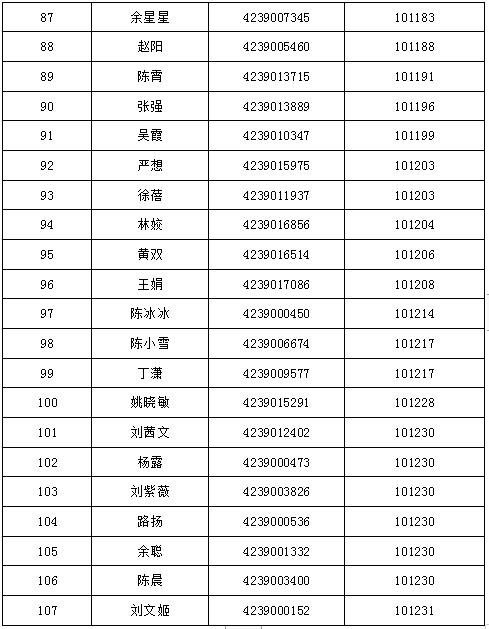 87 余星星 4239007345 101183
88 赵阳 4239005460 101188
89 陈霄 4239013715 101191
90 张强 4239013889 101196
91 吴霞 4239010347 101199
92 严想 4239015975 101203
93 徐蓓 4239011937 101203
94 林姣 4239016856 101204
95 黄双 4239016514 101206
96 王娟 4239017086 101208
97 陈冰冰 4239000450 101214
98 陈小雪 4239006674 101217
99 丁潇 4239009577 101217
100 姚晓敏 4239015291 101228
101 刘茜文 4239012402 101230
102 杨露 4239000473 101230
103 刘紫薇 4239003826 101230
104 路扬 4239000536 101230
105 余聪 4239001332 101230
106 陈晨 4239003400 101230
107 刘文姬 4239000152 101231